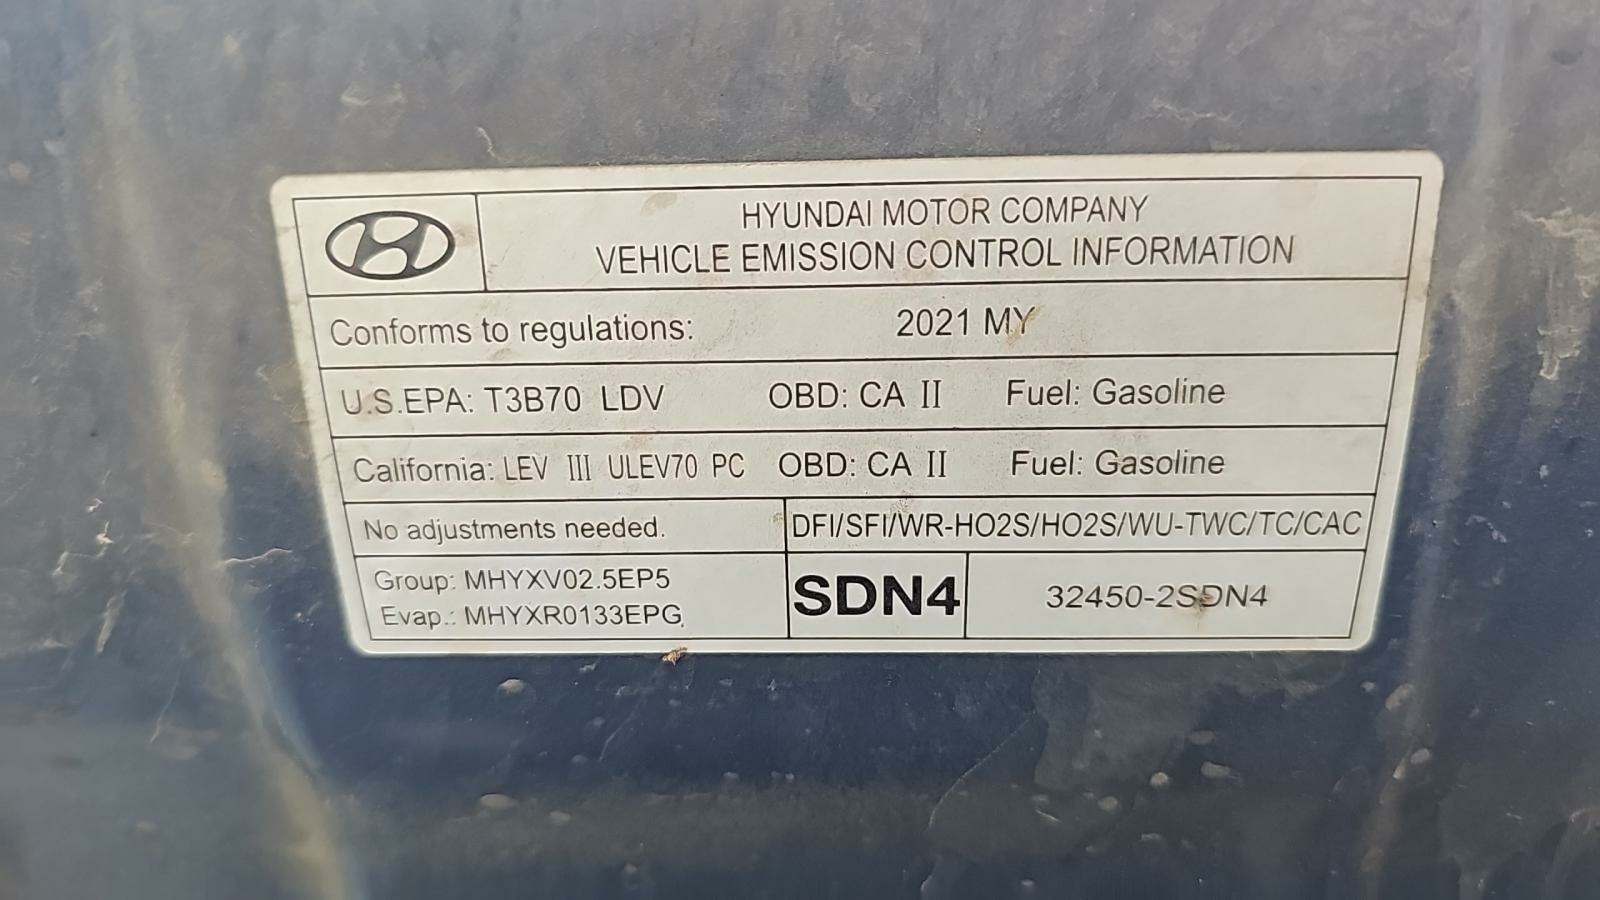 HYUNDAI MOTOR COMPANY
VEHICLE EMISSION CONTROL INFORMATION
Conforms to regulations: 2021 MY
U.S.EPA: T3B70 LDV OBD: CA II Fuel: Gasoline
California: LEV III ULEV70 PC OBD: CA II Fuel: Gasoline
No adjustments needed. DFI/SFI/WR-HO2S/HO2S/WU-TWC/TC/CAC
Group: MHYXV02.5EP5
Evap.: MHYXR0133EPG
SDN4 32450-2SDN4